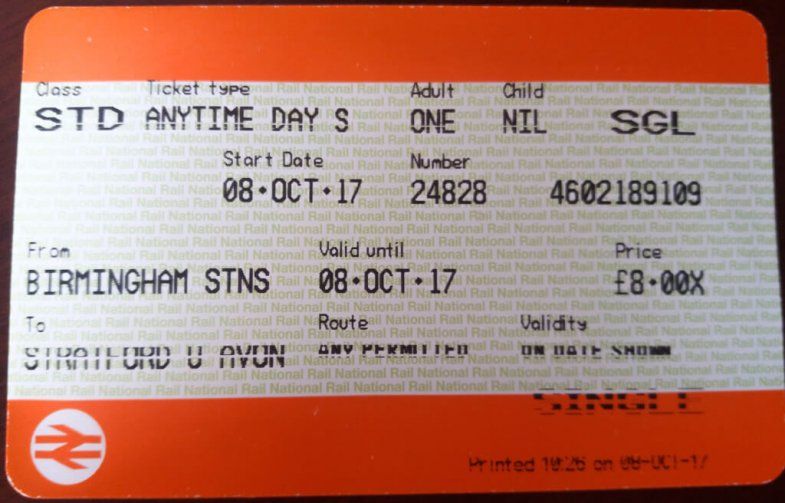 Class Ticket type Adult Child
STD ANYTIME DAY S ONE NIL SGL
Start Date Number
08·OCT·17 24828 4602189109
From Valid until Price
BIRMINGHAM STNS 08·OCT·17 £8·00X
To Route Validity
STRATFORD U AVON ANY PERMITTED ON DATE SHOWN
SINGLE
Printed 10:26 on 08-OCT-17